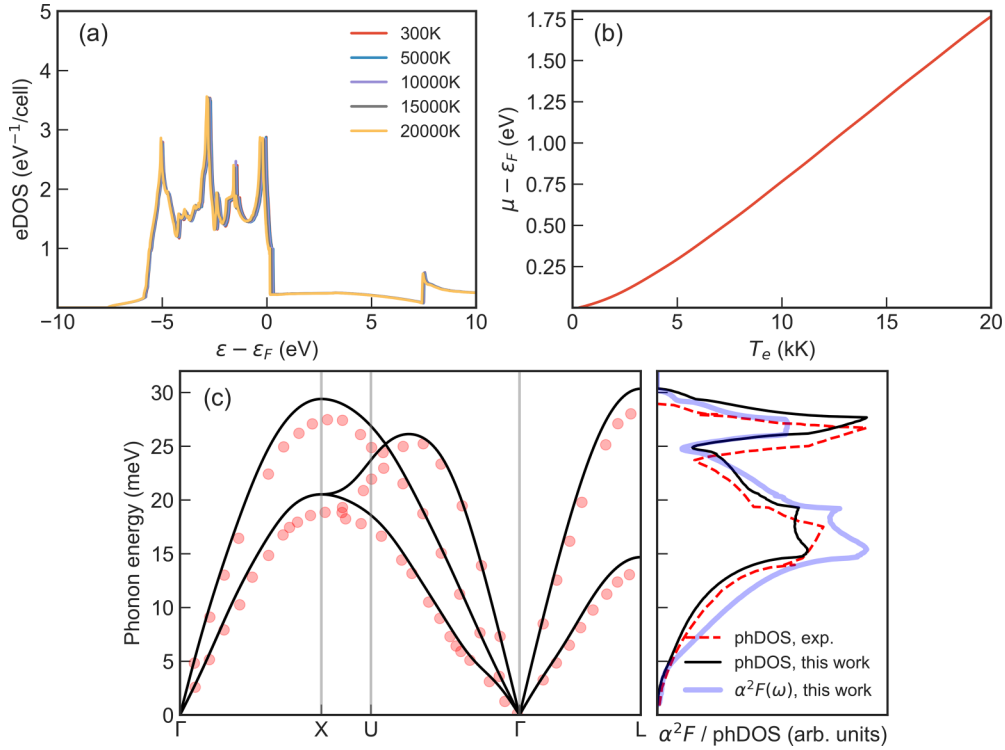 (a)
300K
5000K
10000K
15000K
20000K
eDOS (eV⁻¹/cell)
5
4
3
2
1
−10
−5
0
5
10
ε − ε_F (eV)
(b)
μ − ε_F (eV)
1.75
1.50
1.25
1.00
0.75
0.50
0.25
0
5
10
15
20
T_e (kK)
(c)
Phonon energy (meV)
30
25
20
15
10
5
0
Γ
X
U
Γ
L
phDOS, exp.
phDOS, this work
α²F(ω), this work
α²F / phDOS (arb. units)